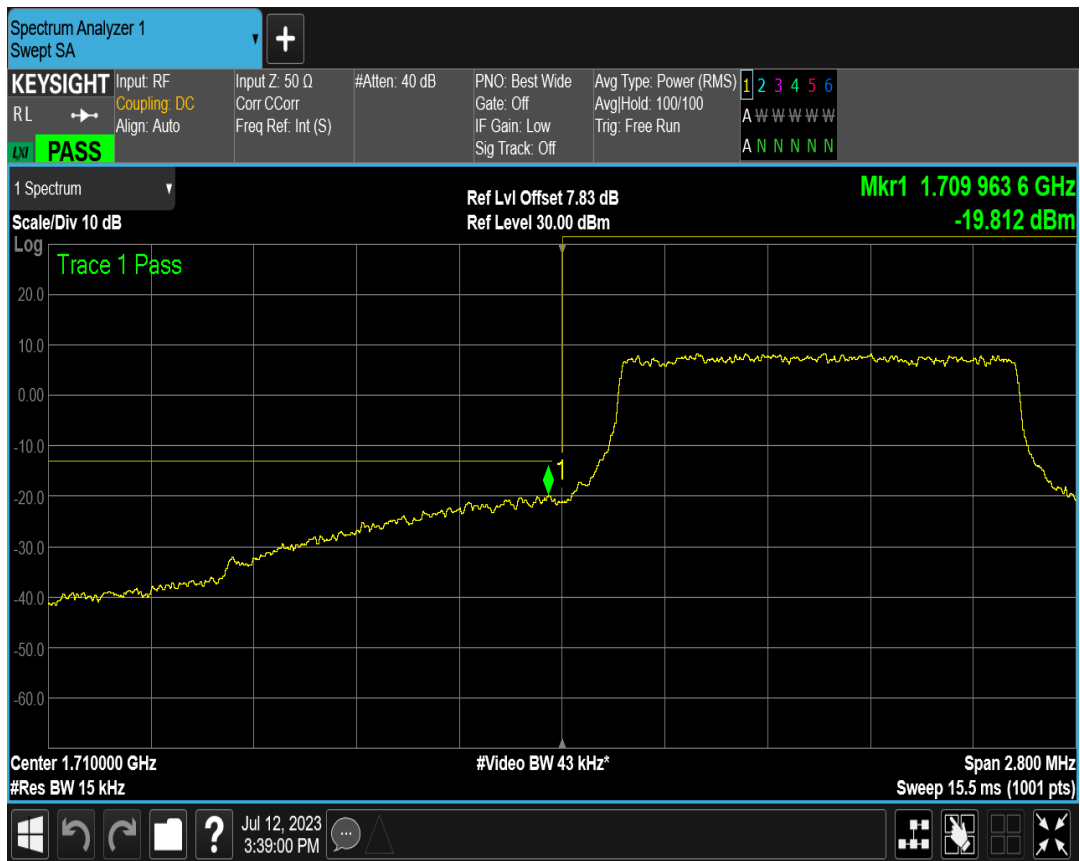 Spectrum Analyzer 1
Swept SA
+
KEYSIGHT
RL
LXI PASS
Input: RF
Coupling: DC
Align: Auto
Input Z: 50 Ω
Corr CCorr
Freq Ref: Int (S)
#Atten: 40 dB
PNO: Best Wide
Gate: Off
IF Gain: Low
Sig Track: Off
Avg Type: Power (RMS)
Avg|Hold: 100/100
Trig: Free Run
1 2 3 4 5 6
A W W W W W
A N N N N N
1 Spectrum
Scale/Div 10 dB
Ref Lvl Offset 7.83 dB
Ref Level 30.00 dBm
Mkr1 1.709 963 6 GHz
-19.812 dBm
Log
Trace 1 Pass
20.0
10.0
0.00
-10.0
1
-20.0
-30.0
-40.0
-50.0
-60.0
Center 1.710000 GHz
#Video BW 43 kHz*
Span 2.800 MHz
#Res BW 15 kHz
Sweep 15.5 ms (1001 pts)
?
Jul 12, 2023
3:39:00 PM